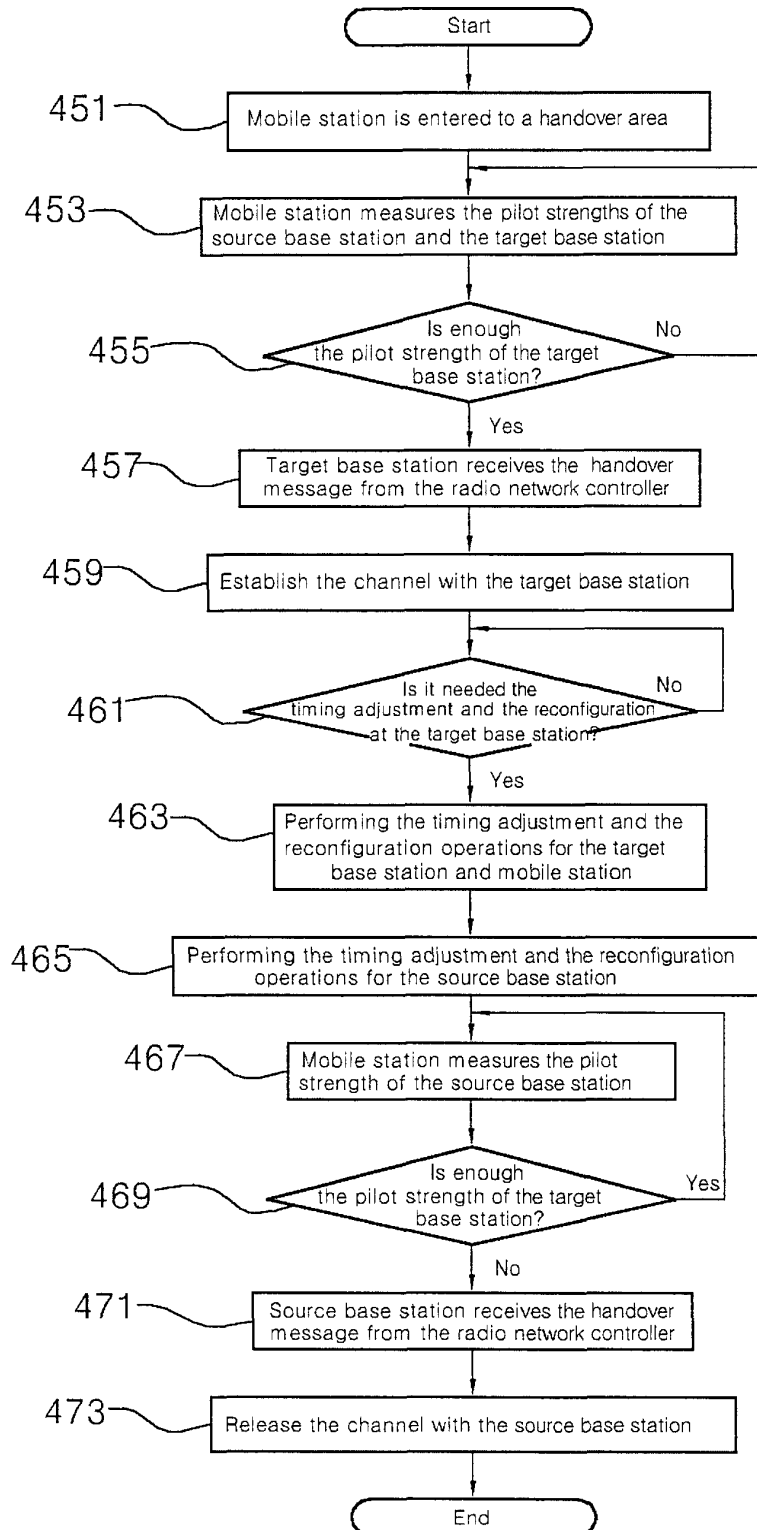 Start
451
Mobile station is entered to a handover area
453
Mobile station measures the pilot strengths of the
source base station and the target base station
455
Is enough
the pilot strength of the target
base station?
No
Yes
457
Target base station receives the handover
message from the radio network controller
459
Establish the channel with the target base station
461
Is it needed the
timing adjustment and the reconfiguration
at the target base station?
No
Yes
463
Performing the timing adjustment and the
reconfiguration operations for the target
base station and mobile station
465
Performing the timing adjustment and the reconfiguration
operations for the source base station
467
Mobile station measures the pilot
strength of the source base station
469
Is enough
the pilot strength of the target
base station?
Yes
No
471
Source base station receives the handover
message from the radio network controller
473
Release the channel with the source base station
End